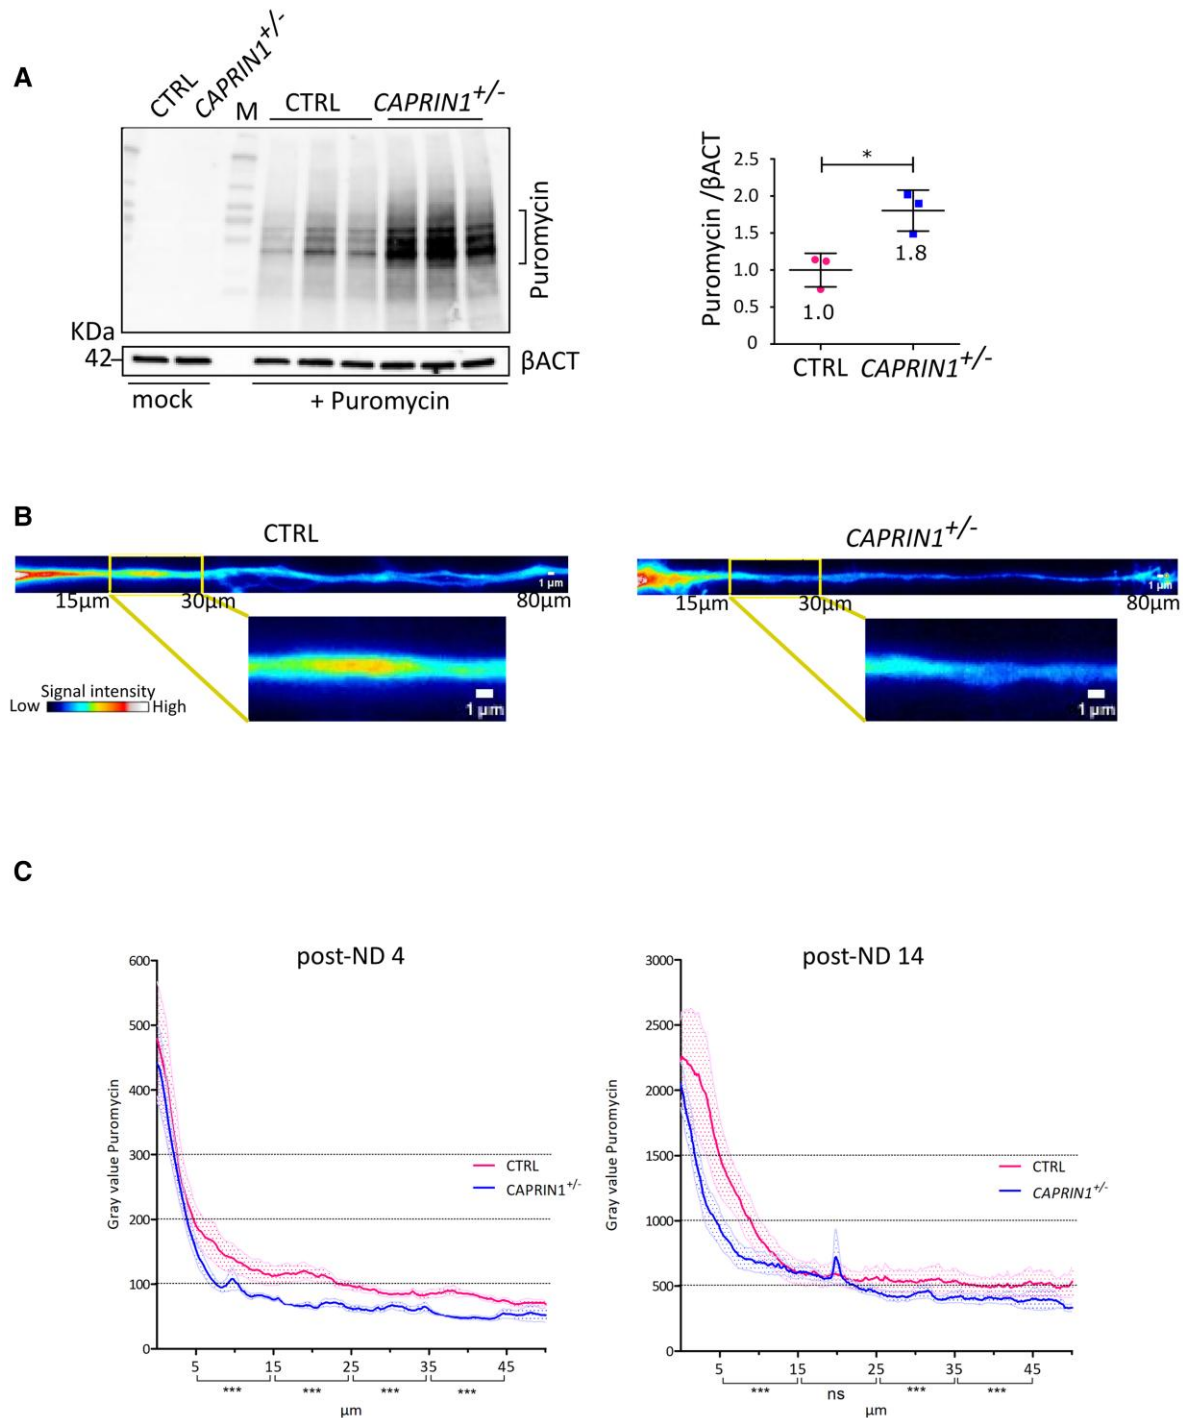 A
CTRL
CAPRIN1+/-
M
CTRL
CAPRIN1+/-
Puromycin
KDa
42
βACT
mock
+ Puromycin
Puromycin /βACT
2.5
2.0
1.5
1.0
0.5
0
*
1.0
1.8
CTRL
CAPRIN1+/-
B
CTRL
1 µm
15µm
30µm
80µm
1 µm
Signal intensity
Low
High
CAPRIN1+/-
1 µm
15µm
30µm
80µm
1 µm
C
post-ND 4
Gray value Puromycin
600
500
400
300
200
100
0
CTRL
CAPRIN1+/-
5 15 25 35 45
*** *** *** ***
µm
post-ND 14
Gray value Puromycin
3000
2500
2000
1500
1000
500
0
CTRL
CAPRIN1+/-
5 15 25 35 45
*** ns *** ***
µm